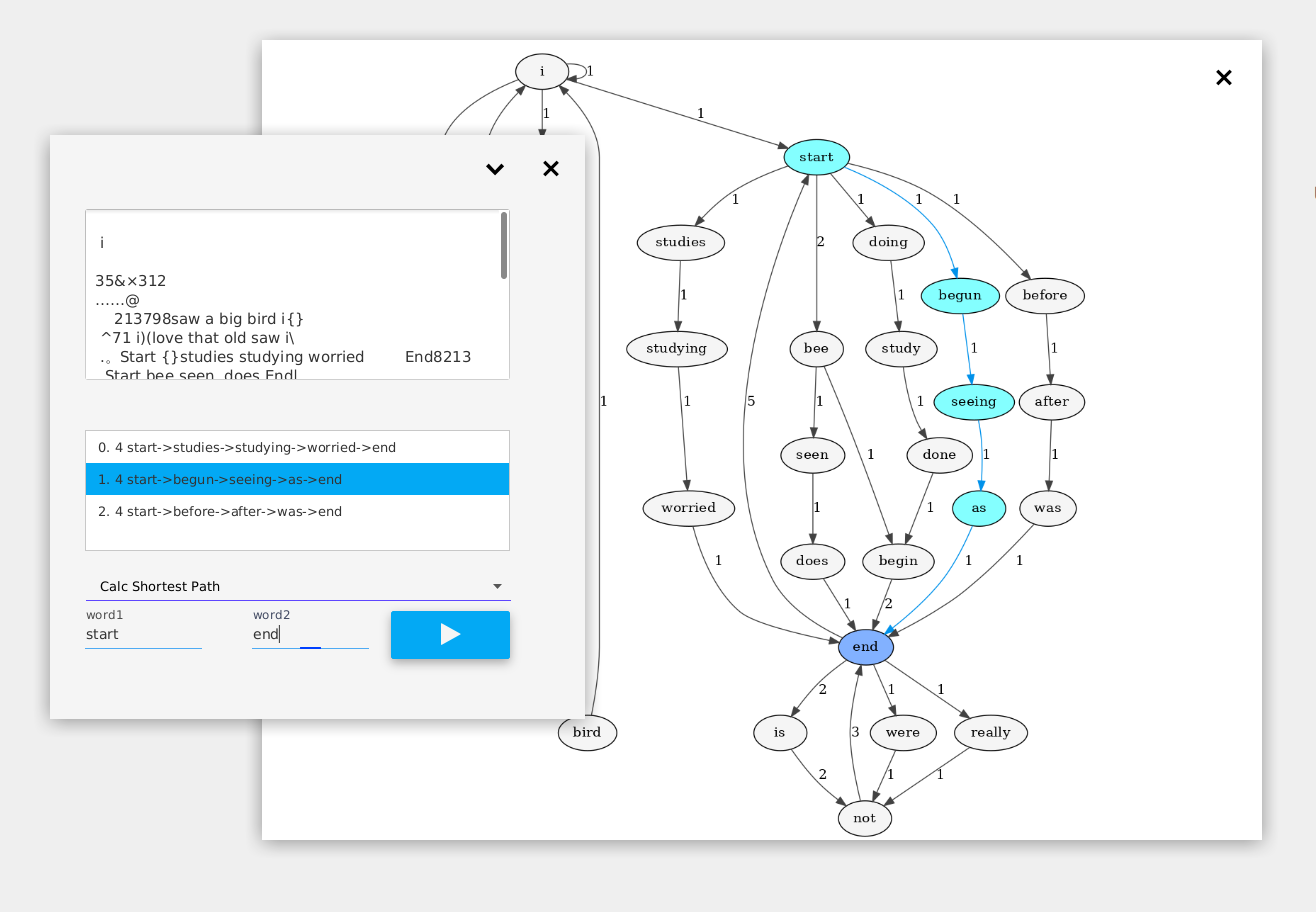 i
1
1
1
start
1
1
1
1
2
studies
doing
begun
before
1
1
1
1
studying
bee
study
seeing
after
1
5
1
1
1
1
1
1
seen
done
worried
as
was
1
1
does
begin
1
1
1
1
2
end
2
1
1
bird
is
3
were
really
2
1
1
not
i
35&×312
……@
213798saw a big bird i{}
^71 i)(love that old saw i\
.。Start {}studies studying worried End8213
Start bee seen does End
0. 4 start->studies->studying->worried->end
1. 4 start->begun->seeing->as->end
2. 4 start->before->after->was->end
Calc Shortest Path
word1 word2
start end